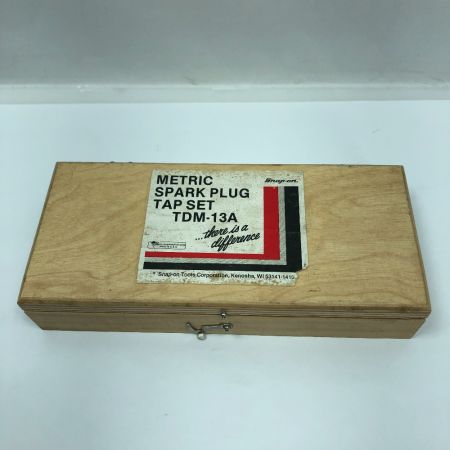 Snap-on
METRIC
SPARK PLUG
TAP SET
TDM-13A
...there is a
difference
* Snap-on Tools Corporation, Kenosha, WI 53141-1410